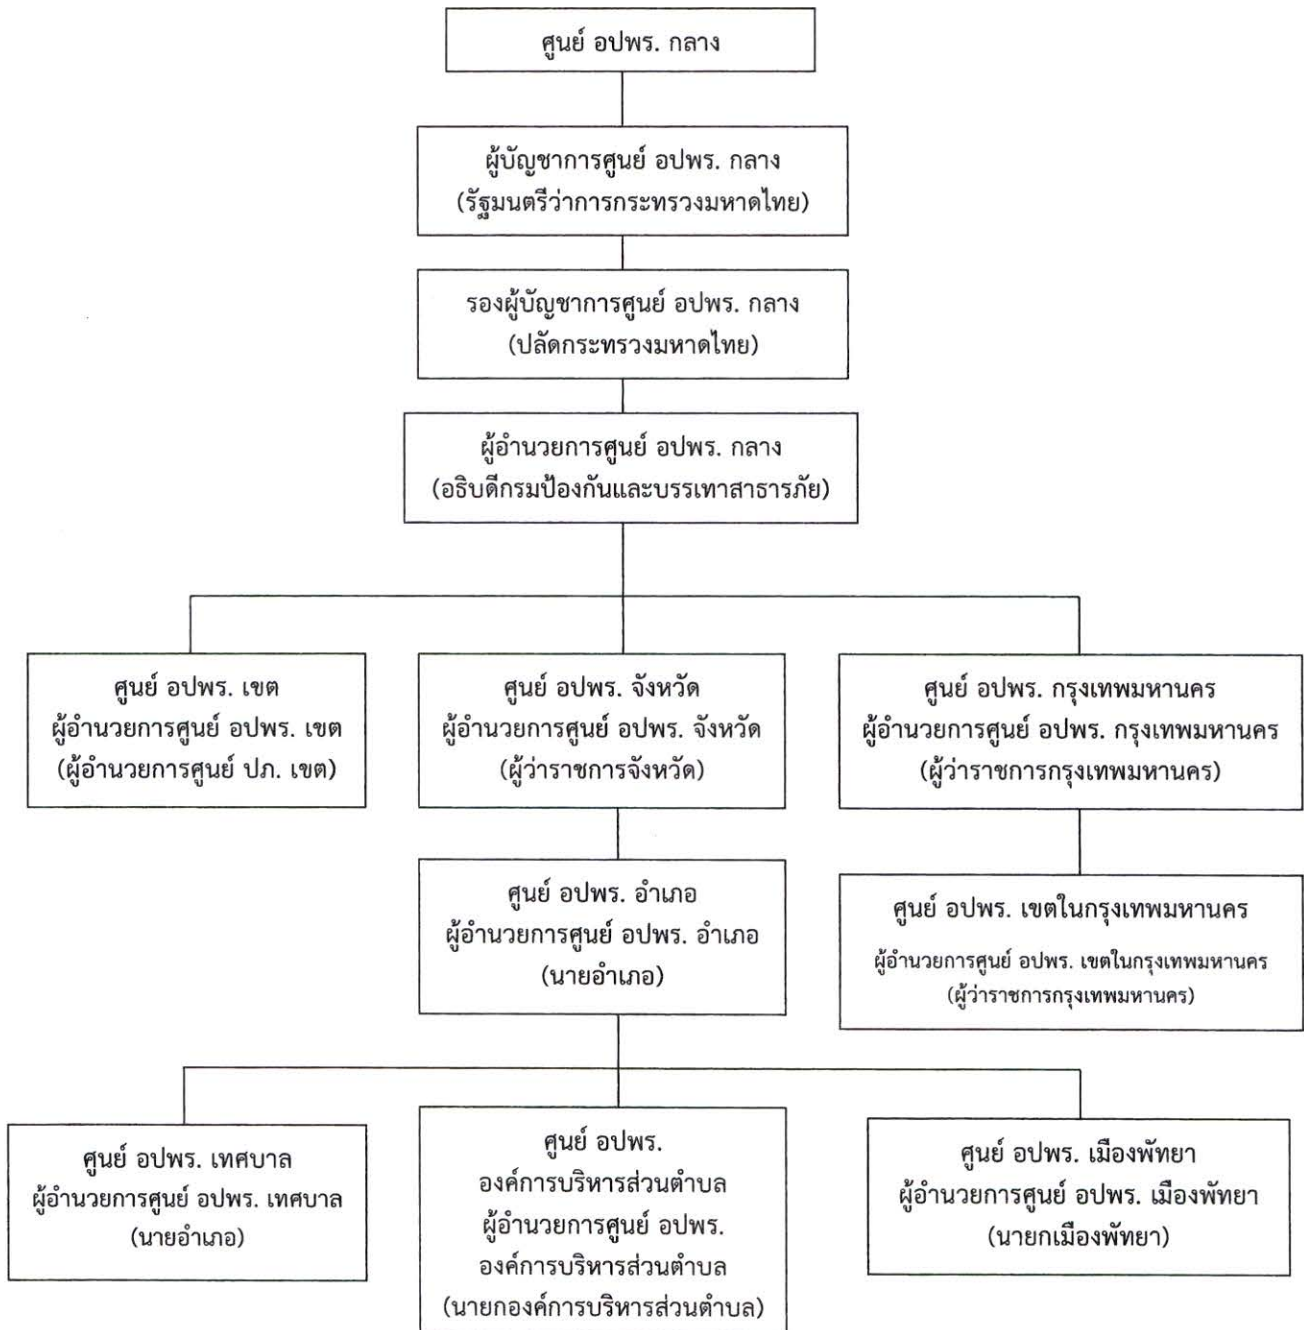 ศูนย์ อปพร. กลาง
ผู้บัญชาการศูนย์ อปพร. กลาง
(รัฐมนตรีว่าการกระทรวงมหาดไทย)
รองผู้บัญชาการศูนย์ อปพร. กลาง
(ปลัดกระทรวงมหาดไทย)
ผู้อำนวยการศูนย์ อปพร. กลาง
(อธิบดีกรมป้องกันและบรรเทาสาธารภัย)
ศูนย์ อปพร. เขต
ผู้อำนวยการศูนย์ อปพร. เขต
(ผู้อำนวยการศูนย์ ปภ. เขต)
ศูนย์ อปพร. จังหวัด
ผู้อำนวยการศูนย์ อปพร. จังหวัด
(ผู้ว่าราชการจังหวัด)
ศูนย์ อปพร. กรุงเทพมหานคร
ผู้อำนวยการศูนย์ อปพร. กรุงเทพมหานคร
(ผู้ว่าราชการกรุงเทพมหานคร)
ศูนย์ อปพร. อำเภอ
ผู้อำนวยการศูนย์ อปพร. อำเภอ
(นายอำเภอ)
ศูนย์ อปพร. เขตในกรุงเทพมหานคร
ผู้อำนวยการศูนย์ อปพร. เขตในกรุงเทพมหานคร
(ผู้ว่าราชการกรุงเทพมหานคร)
ศูนย์ อปพร. เทศบาล
ผู้อำนวยการศูนย์ อปพร. เทศบาล
(นายอำเภอ)
ศูนย์ อปพร.
องค์การบริหารส่วนตำบล
ผู้อำนวยการศูนย์ อปพร.
องค์การบริหารส่วนตำบล
(นายกองค์การบริหารส่วนตำบล)
ศูนย์ อปพร. เมืองพัทยา
ผู้อำนวยการศูนย์ อปพร. เมืองพัทยา
(นายกเมืองพัทยา)